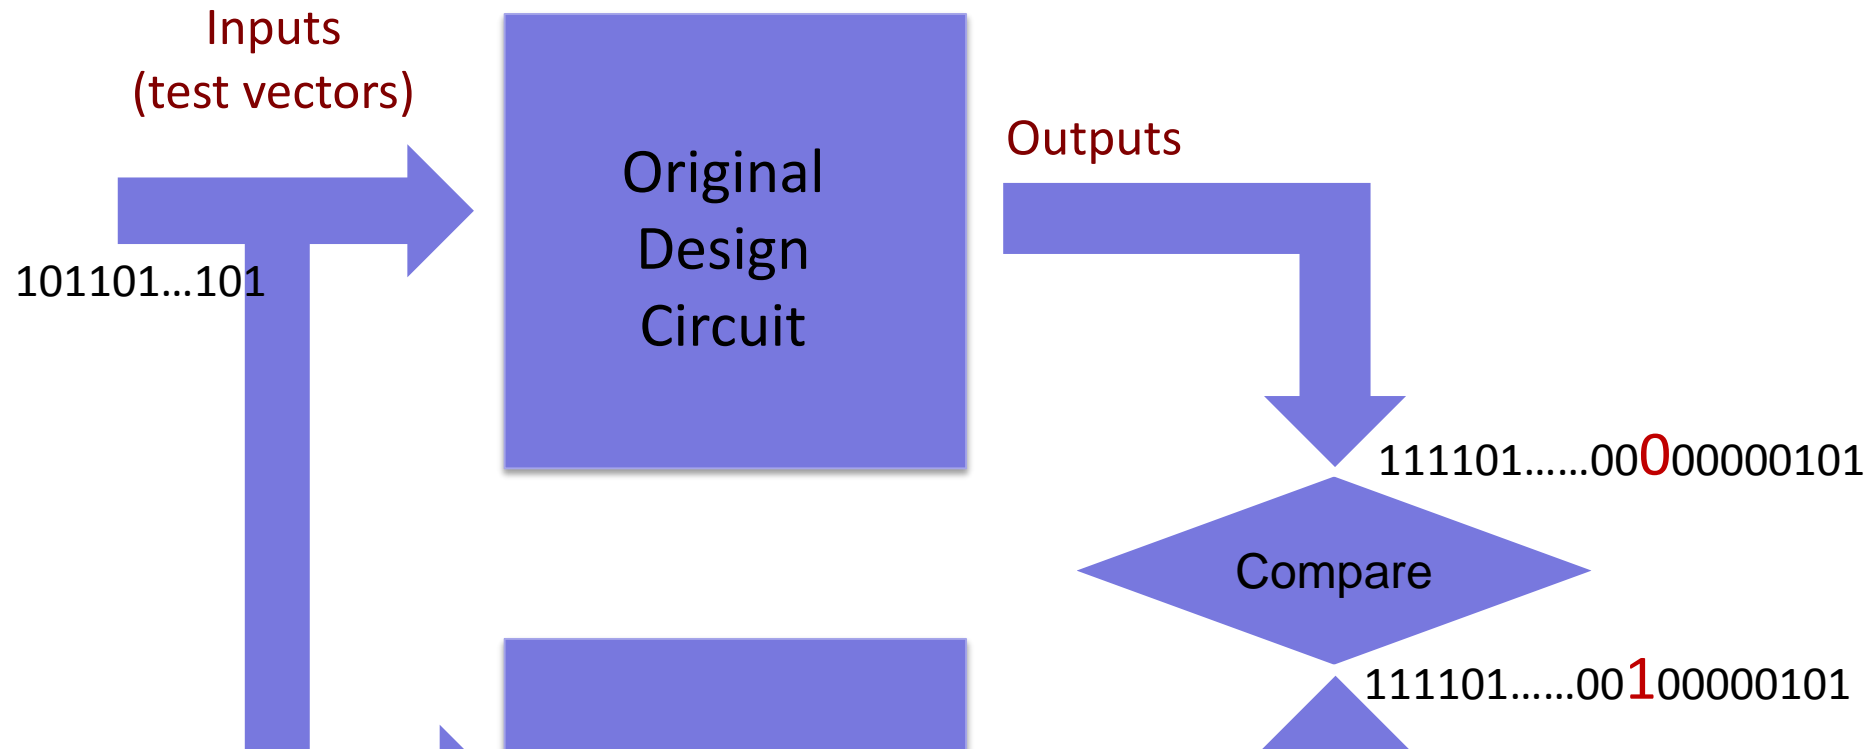 Inputs
(test vectors)
101101...101
Original
Design
Circuit
Outputs
111101......00000000101
Compare
111101......00100000101